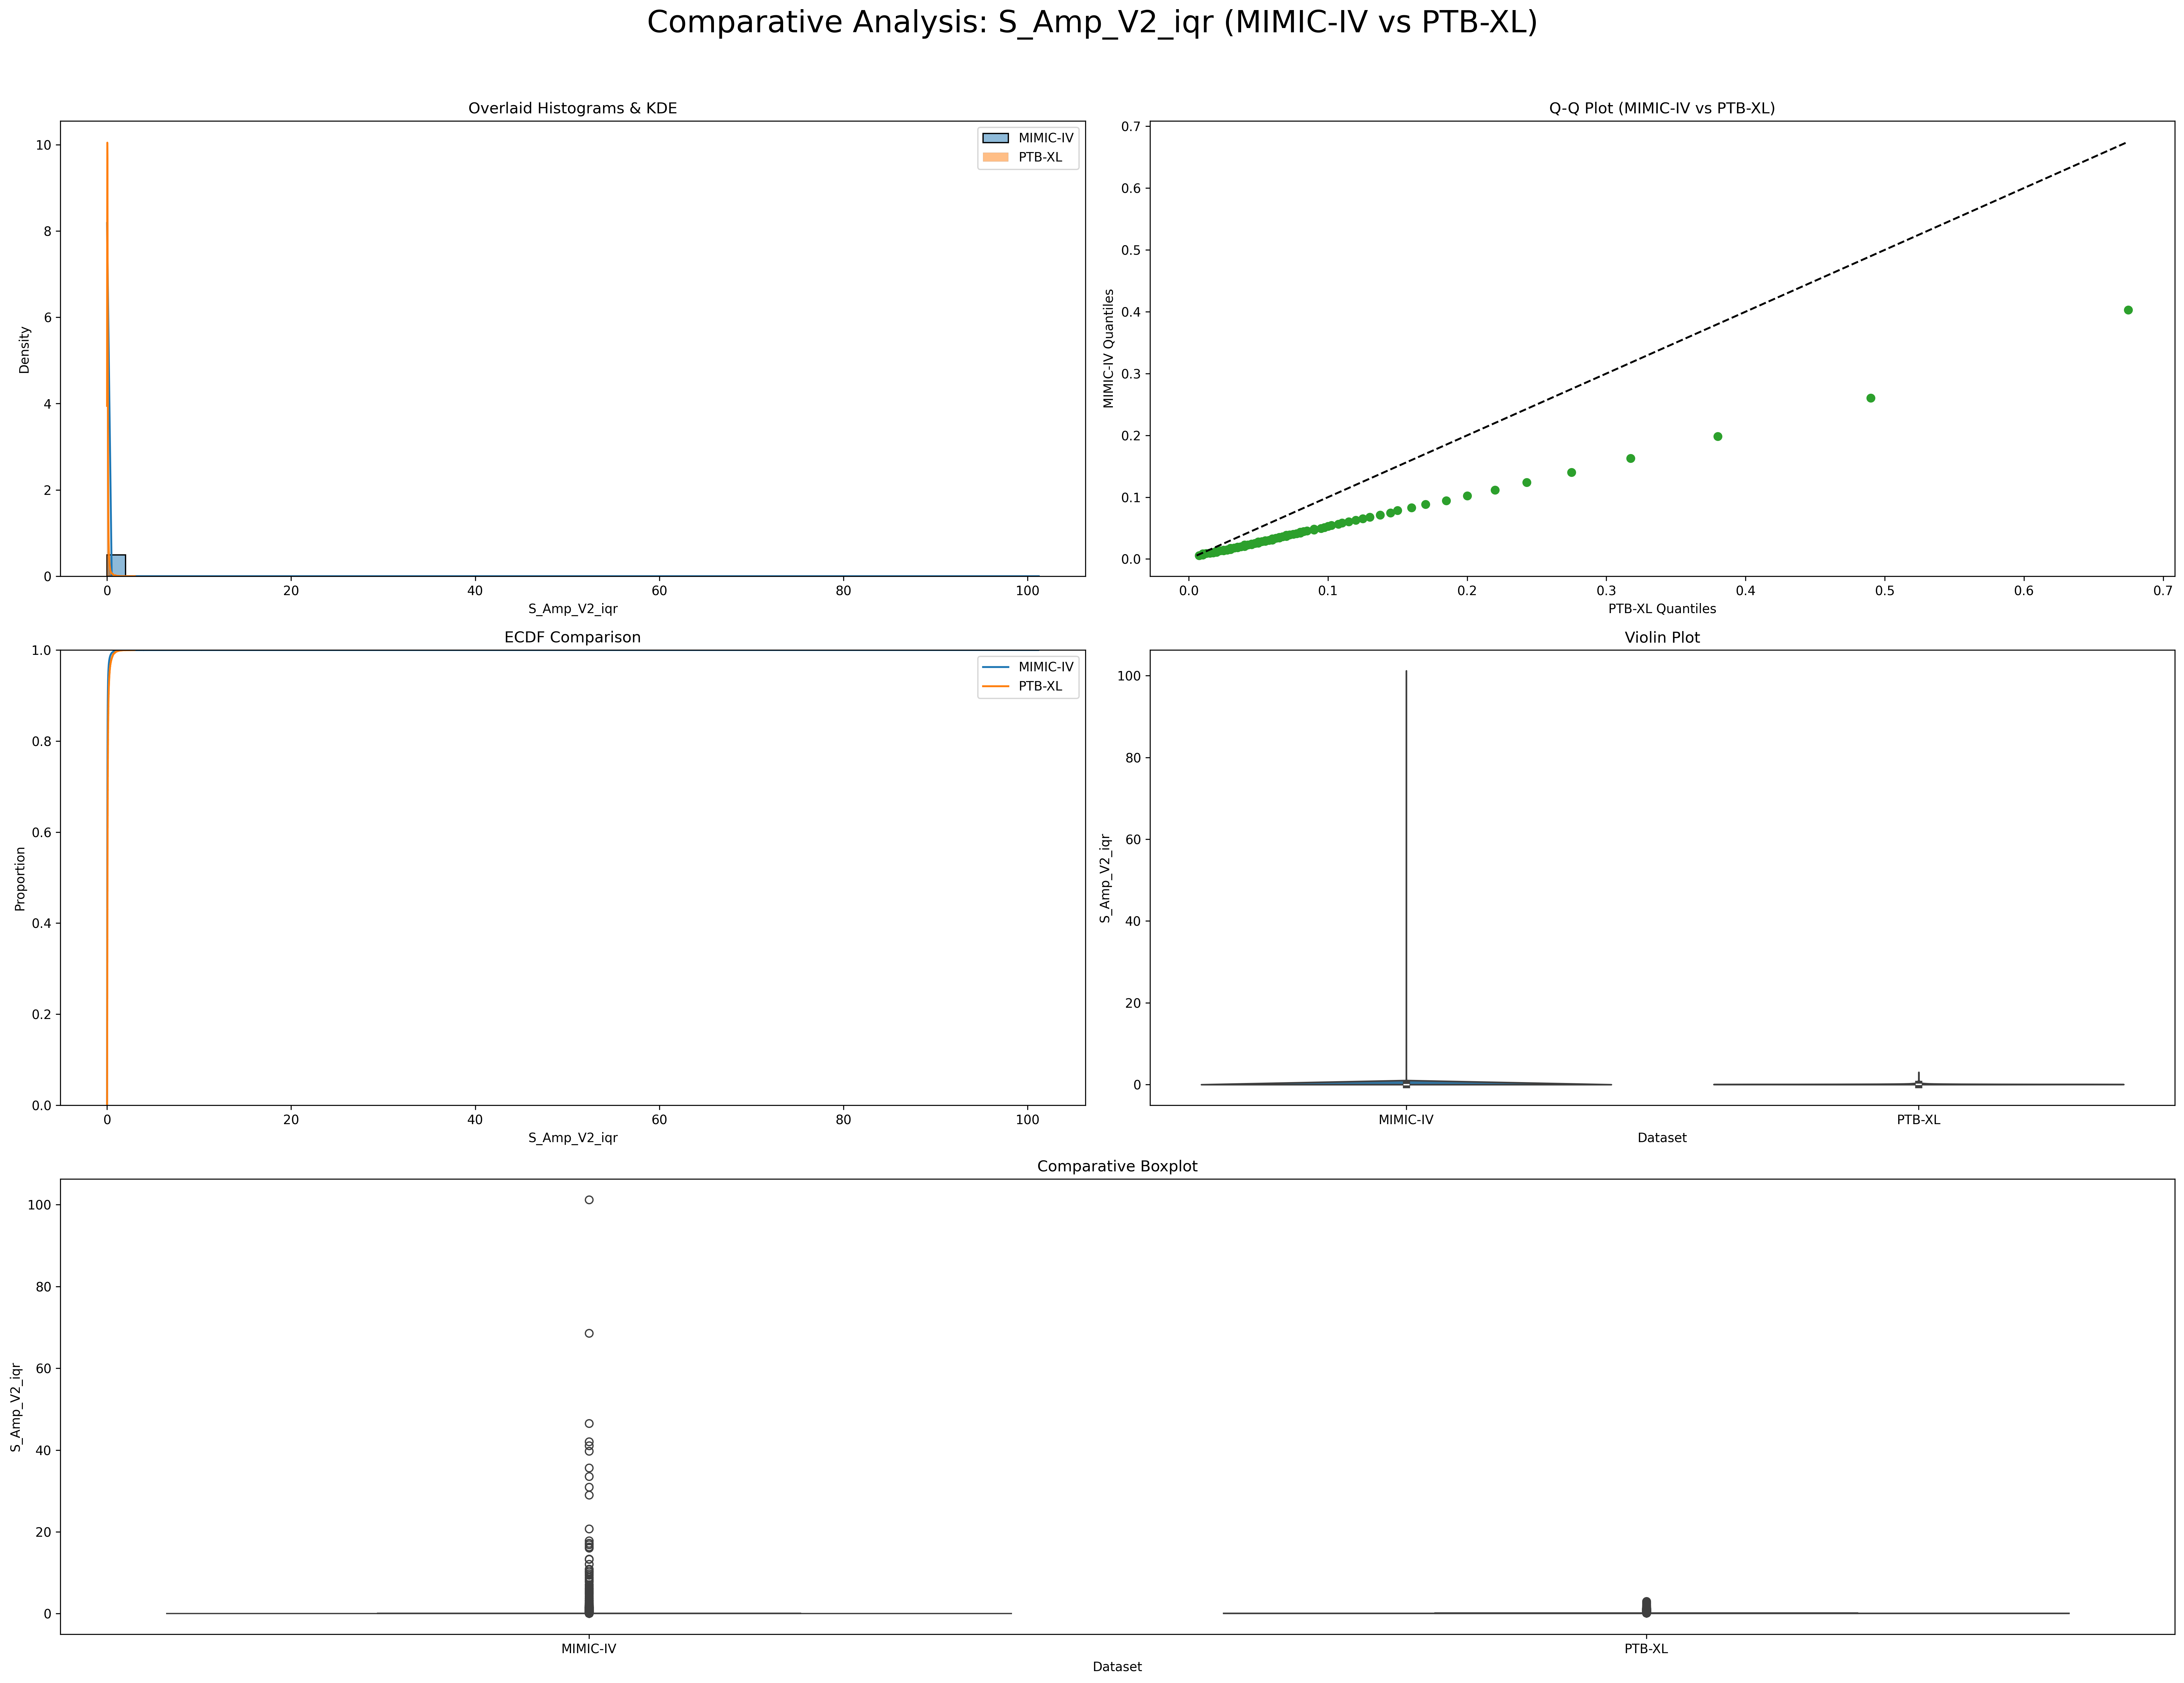 Comparative Analysis: S_Amp_V2_iqr (MIMIC-IV vs PTB-XL)
Overlaid Histograms & KDE
10
8
6
4
2
0
Density
0 20 40 60 80 100
S_Amp_V2_iqr
MIMIC-IV
PTB-XL
Q-Q Plot (MIMIC-IV vs PTB-XL)
0.7
0.6
0.5
0.4
0.3
0.2
0.1
0.0
MIMIC-IV Quantiles
0.0 0.1 0.2 0.3 0.4 0.5 0.6 0.7
PTB-XL Quantiles
ECDF Comparison
1.0
0.8
0.6
0.4
0.2
0.0
Proportion
0 20 40 60 80 100
S_Amp_V2_iqr
MIMIC-IV
PTB-XL
Violin Plot
100
80
60
40
20
0
S_Amp_V2_iqr
MIMIC-IV PTB-XL
Dataset
Comparative Boxplot
100
80
60
40
20
0
S_Amp_V2_iqr
MIMIC-IV PTB-XL
Dataset